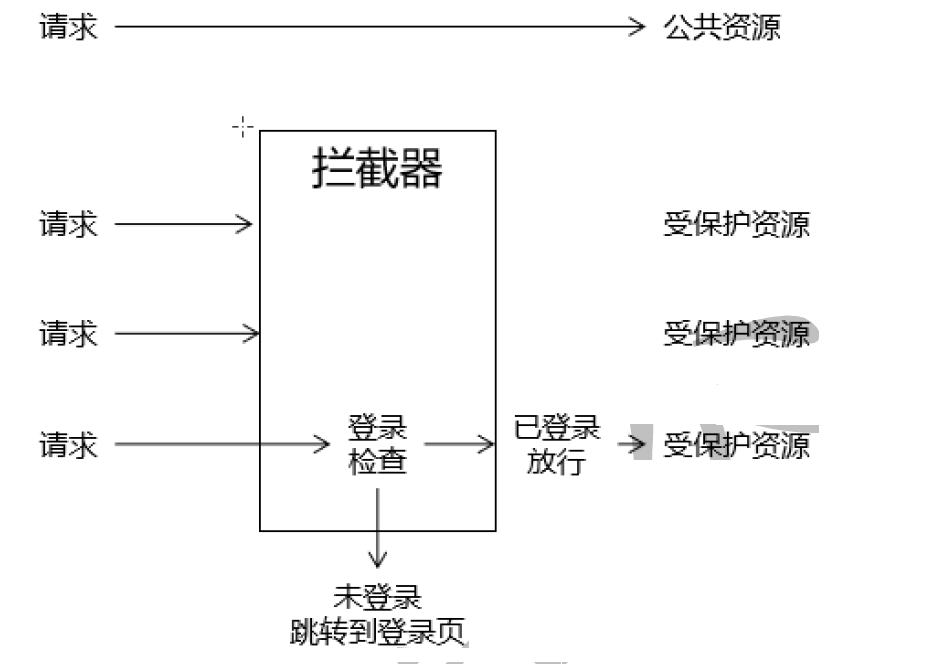 请求
公共资源
拦截器
请求
受保护资源
请求
受保护资源
请求
登录
检查
已登录
放行
受保护资源
未登录
跳转到登录页